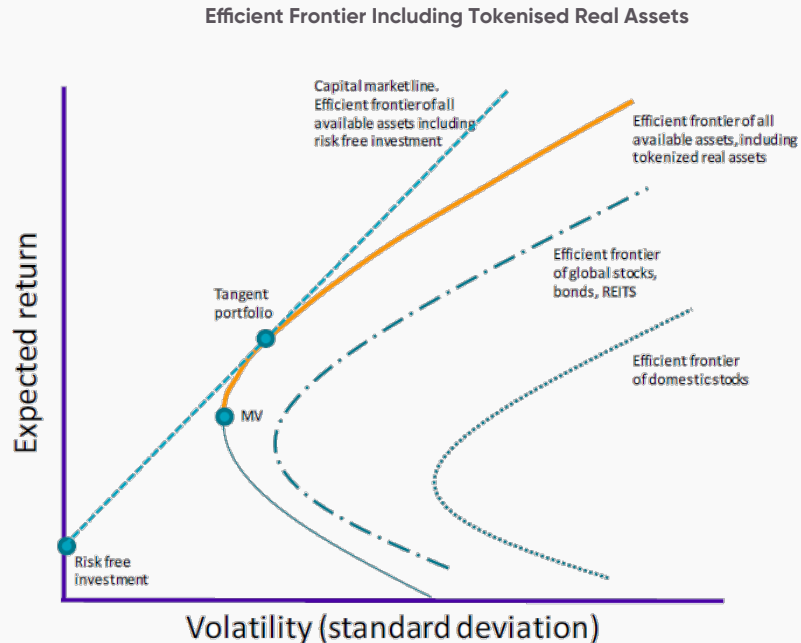 Efficient Frontier Including Tokenised Real Assets
Capital market line.
Efficient frontier of all
available assets including
risk free investment
Efficient frontier of all
available assets, including
tokenized real assets
Efficient frontier
of global stocks,
bonds, REITS
Tangent
portfolio
Efficient frontier
of domestic stocks
MV
Risk free
investment
Expected return
Volatility (standard deviation)